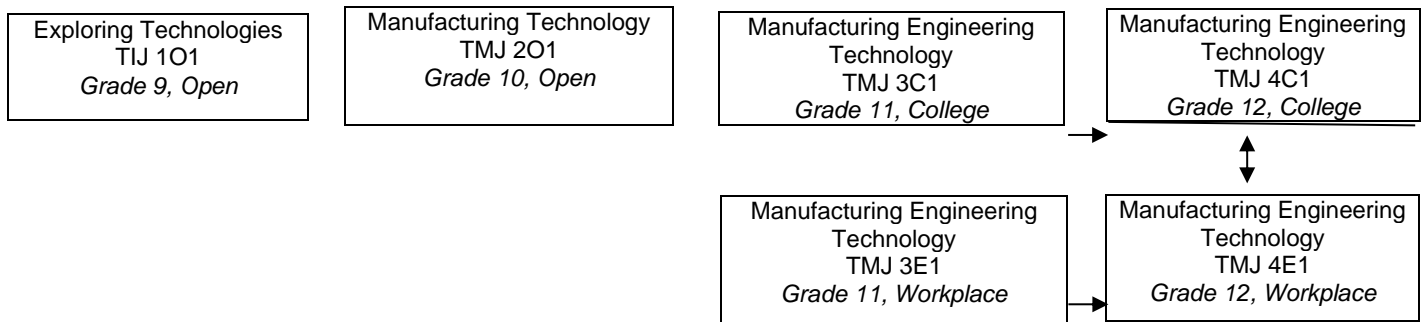 Exploring Technologies
TIJ 1O1
Grade 9, Open
Manufacturing Technology
TMJ 2O1
Grade 10, Open
Manufacturing Engineering
Technology
TMJ 3C1
Grade 11, College
Manufacturing Engineering
Technology
TMJ 4C1
Grade 12, College
Manufacturing Engineering
Technology
TMJ 3E1
Grade 11, Workplace
Manufacturing Engineering
Technology
TMJ 4E1
Grade 12, Workplace